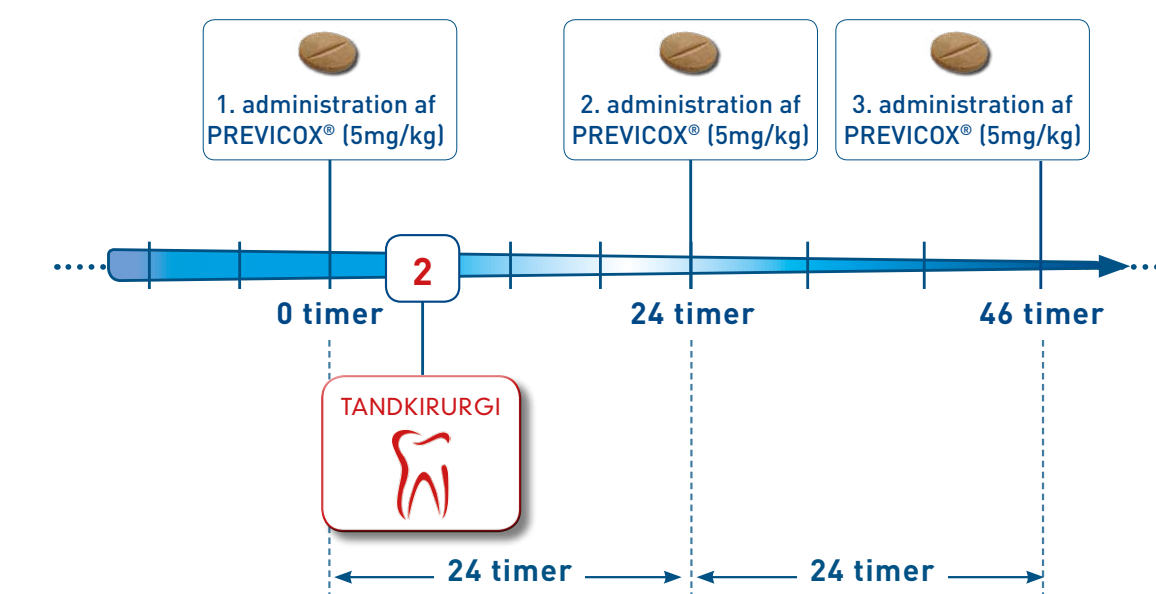 1. administration af
PREVICOX® (5mg/kg)
2. administration af
PREVICOX® (5mg/kg)
3. administration af
PREVICOX® (5mg/kg)
2
0 timer
24 timer
46 timer
TANDKIRURGI
24 timer
24 timer